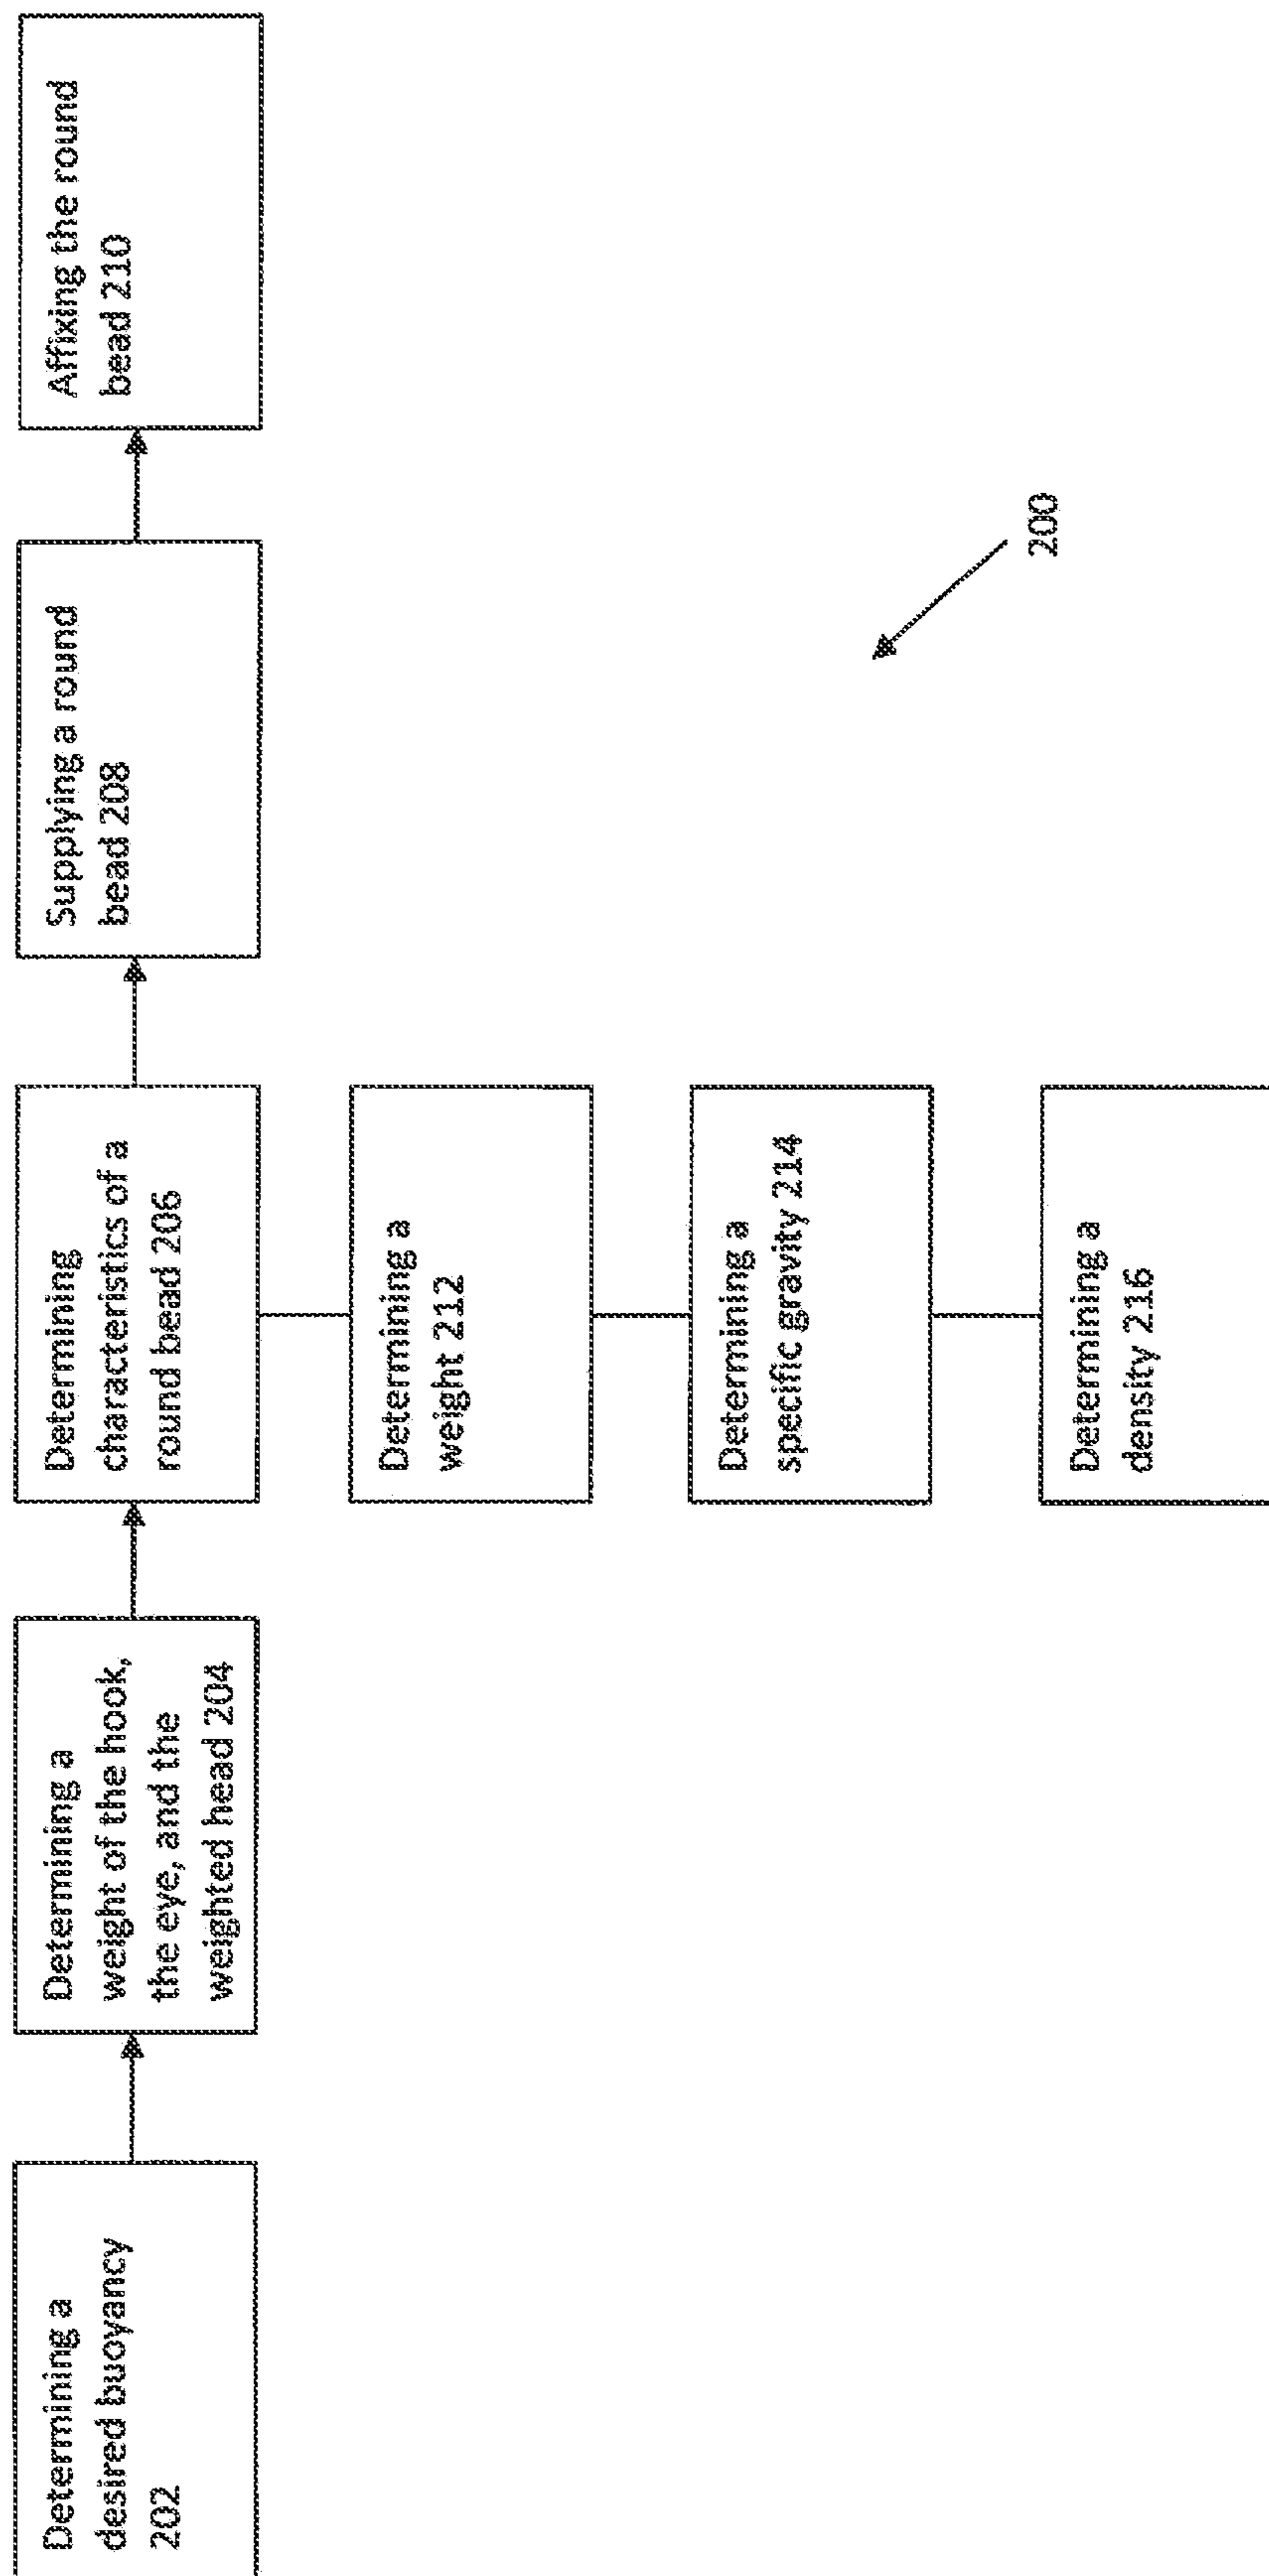 Determining a
desired buoyancy
202
Determining a
weight of the hook,
the eye, and the
weighted head 204
Determining
characteristics of a
round bead 206
Supplying a round
bead 208
Affixing the round
bead 210
Determining a
weight 212
Determining a
specific gravity 214
Determining a
density 216
200